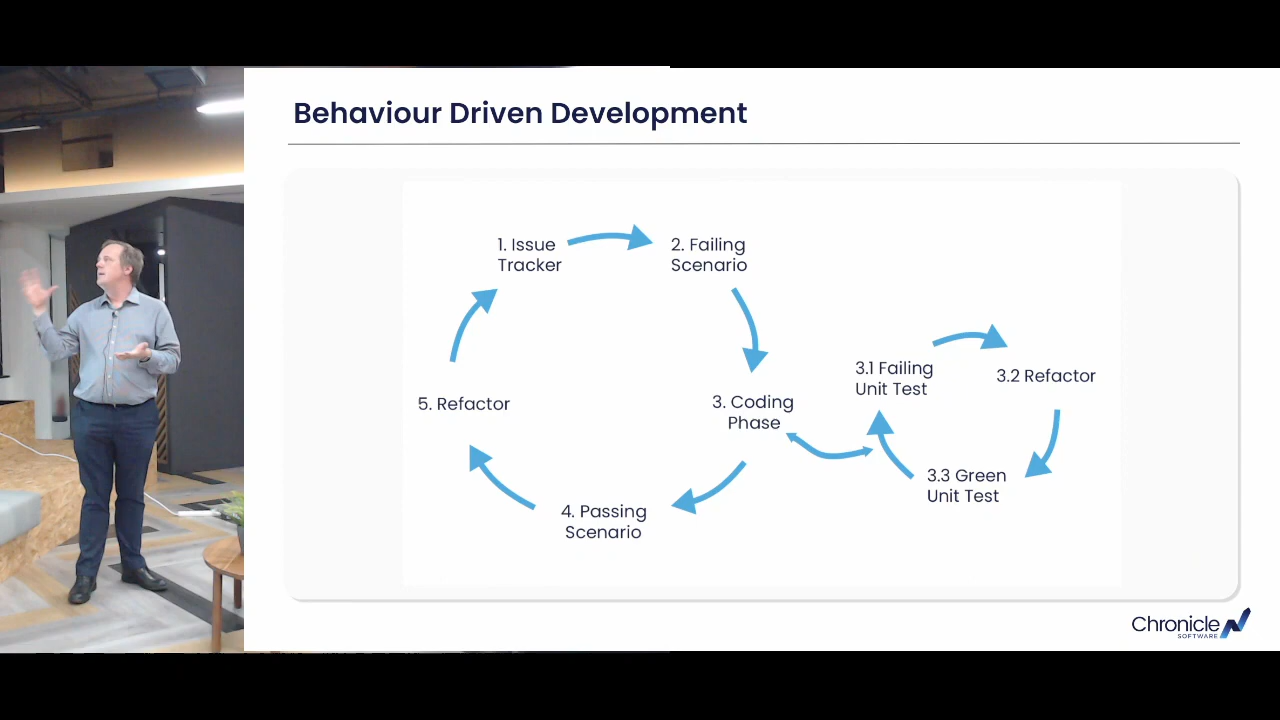 Behaviour Driven Development
1. Issue
Tracker
2. Failing
Scenario
3. Coding
Phase
3.1 Failing
Unit Test
3.2 Refactor
3.3 Green
Unit Test
4. Passing
Scenario
5. Refactor
Chronicle
SOFTWARE